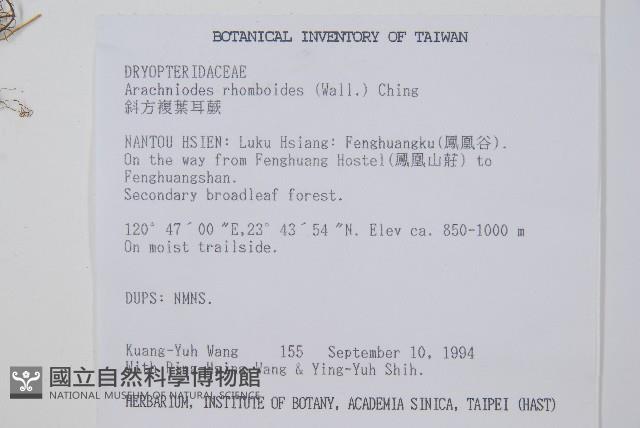 BOTANICAL INVENTORY OF TAIWAN
DRYOPTERIDACEAE
Arachniodes rhomboides (Wall.) Ching
斜方複葉耳蕨
NANTOU HSIEN: Luku Hsiang: Fenghuangku(鳳凰谷).
On the way from Fenghuang Hostel(鳳凰山莊) to
Fenghuangshan.
Secondary broadleaf forest.
120° 47´00 "E,23° 43´54 "N. Elev ca. 850-1000 m
On moist trailside.
DUPS: NMNS.
Kuang-Yuh Wang 155 September 10, 1994
With Wang & Ying-Yuh Shih.
國立自然科學博物館
NATIONAL MUSEUM OF NATURAL SCIENCE
HERBARIUM, INSTITUTE OF BOTANY, ACADEMIA SINICA, TAIPEI (HAST)